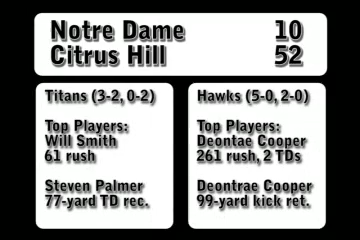 Notre Dame 10
Citrus Hill 52
Titans (3-2, 0-2)
Top Players:
Will Smith
61 rush
Steven Palmer
77-yard TD rec.
Hawks (5-0, 2-0)
Top Players:
Deontae Cooper
261 rush, 2 TDs
Deontrae Cooper
99-yard kick ret.